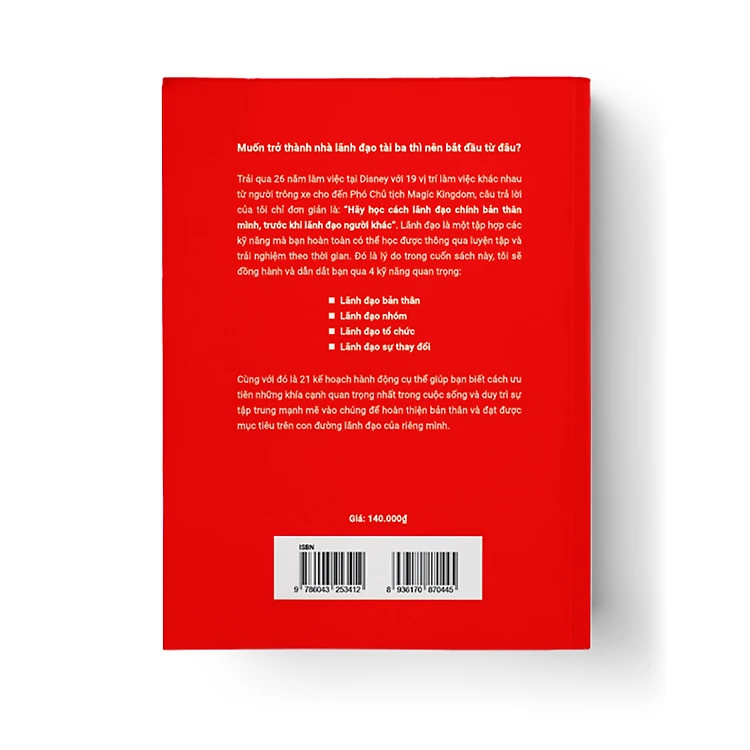 Muốn trở thành nhà lãnh đạo tài ba thì nên bắt đầu từ đâu?
Trải qua 26 năm làm việc tại Disney với 19 vị trí làm việc khác nhau
từ người trông xe cho đến Phó Chủ tịch Magic Kingdom, câu trả lời
của tôi chỉ đơn giản là: "Hãy học cách lãnh đạo chính bản thân
mình, trước khi lãnh đạo người khác". Lãnh đạo là một tập hợp các
kỹ năng mà bạn hoàn toàn có thể học được thông qua luyện tập và
trải nghiệm theo thời gian. Đó là lý do trong cuốn sách này, tôi sẽ
đồng hành và dẫn dắt bạn qua 4 kỹ năng quan trọng:
■ Lãnh đạo bản thân
■ Lãnh đạo nhóm
■ Lãnh đạo tổ chức
■ Lãnh đạo sự thay đổi
Cùng với đó là 21 kế hoạch hành động cụ thể giúp bạn biết cách ưu
tiên những khía cạnh quan trọng nhất trong cuộc sống và duy trì sự
tập trung mạnh mẽ vào chúng để hoàn thiện bản thân và đạt được
mục tiêu trên con đường lãnh đạo của riêng mình.
Giá: 140.000₫
ISBN
9 786043 253412 8 936170 870445